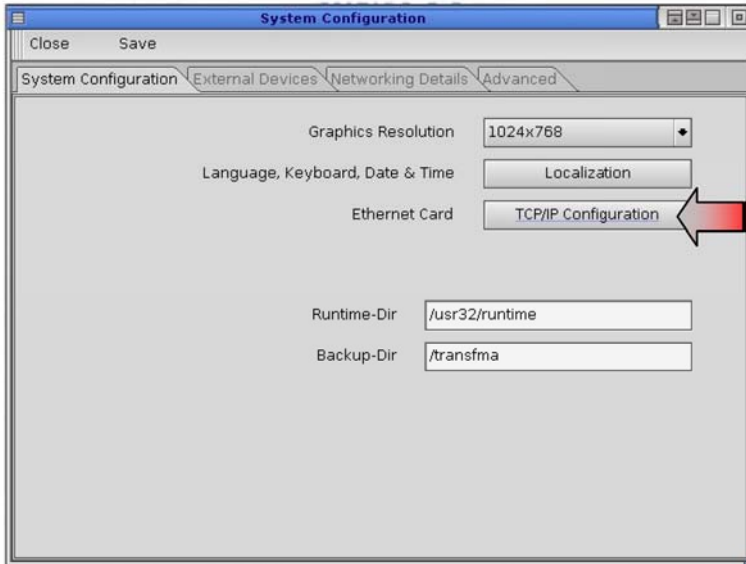 System Configuration
Close Save
System Configuration External Devices Networking Details Advanced
Graphics Resolution 1024x768
Language, Keyboard, Date & Time Localization
Ethernet Card TCP/IP Configuration
Runtime-Dir /usr32/runtime
Backup-Dir /transfma